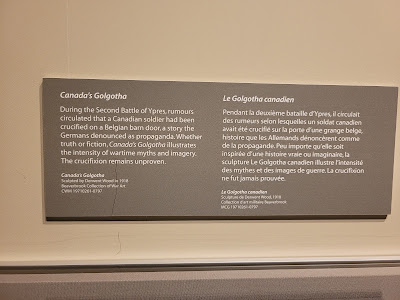 Canada's Golgotha
During the Second Battle of Ypres, rumours
circulated that a Canadian soldier had been
crucified on a Belgian barn door, a story the
Germans denounced as propaganda. Whether
truth or fiction, Canada's Golgotha illustrates
the intensity of wartime myths and imagery.
The crucifixion remains unproven.
Canada's Golgotha
Sculpted by Derwent Wood in 1918
Beaverbrook Collection of War Art
CWM 19710261-0797
Le Golgotha canadien
Pendant la deuxième bataille d'Ypres, il circulait
des rumeurs selon lesquelles un soldat canadien
avait été crucifié sur la porte d'une grange belge,
histoire que les Allemands dénoncèrent comme
de la propagande. Peu importe qu'elle soit
inspirée d'une histoire vraie ou imaginaire, la
sculpture Le Golgotha canadien illustre l'intensité
des mythes et des images de guerre. La crucifixion
ne fut jamais prouvée.
Le Golgotha canadien
Sculpture de Derwent Wood, 1918
Collection d'art militaire Beaverbrook
MCG 19710261-0797